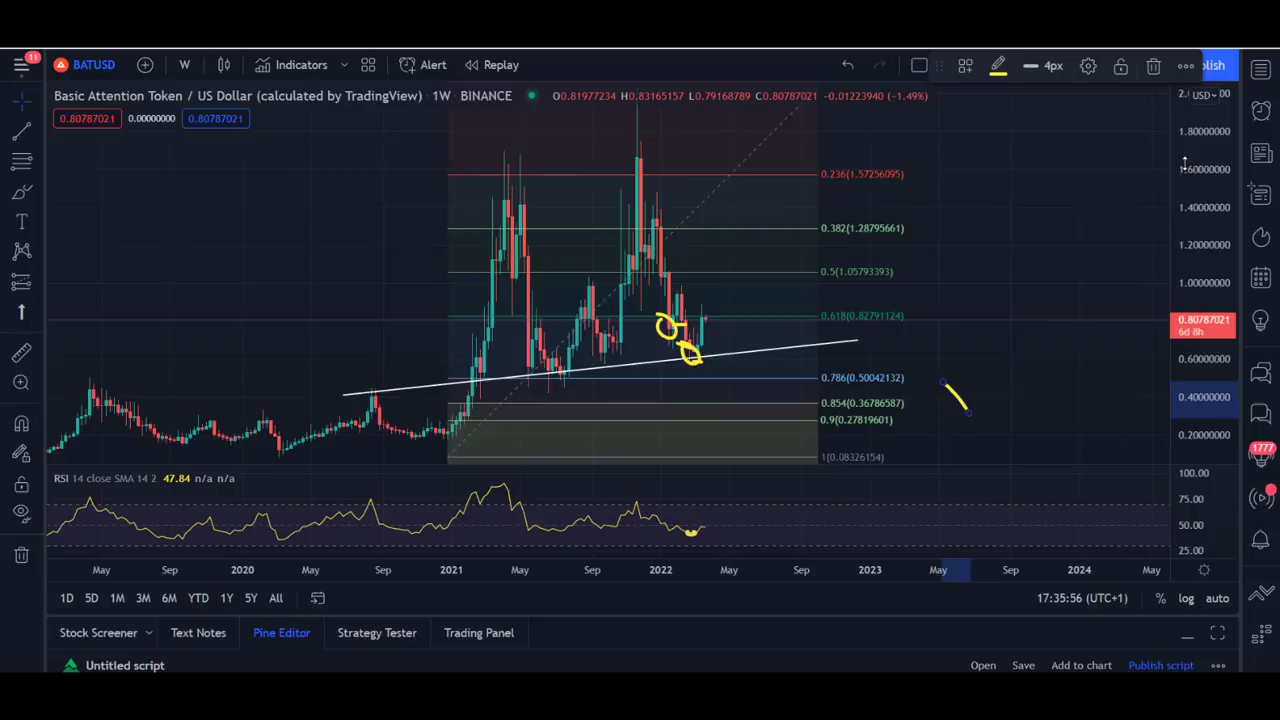 11
BATUSD
W
Indicators
Alert
Replay
4px
lish
Basic Attention Token / US Dollar (calculated by TradingView) 1W BINANCE
O0.81977234 H0.83165157 L0.79168789 C0.80787021 -0.01223940 (-1.49%)
USD
0.80787021 0.00000000 0.80787021
1.80000000
0.236(1.57256095)
1.60000000
1.40000000
0.382(1.28795661)
1.20000000
0.5(1.05793393)
1.00000000
0.618(0.82791124)
0.80787021
6d 8h
0.60000000
0.786(0.50042132)
0.40000000
0.854(0.36786587)
0.9(0.27819601)
0.20000000
1(0.08326154)
1777
RSI 14 close SMA 14 2 47.84 n/a n/a
100.00
75.00
50.00
25.00
May Sep 2020 May Sep 2021 May Sep 2022 May Sep 2023 May Sep 2024 May
1D 5D 1M 3M 6M YTD 1Y 5Y All
17:35:56 (UTC+1) % log auto
Stock Screener Text Notes Pine Editor Strategy Tester Trading Panel
Untitled script
Open Save Add to chart Publish script